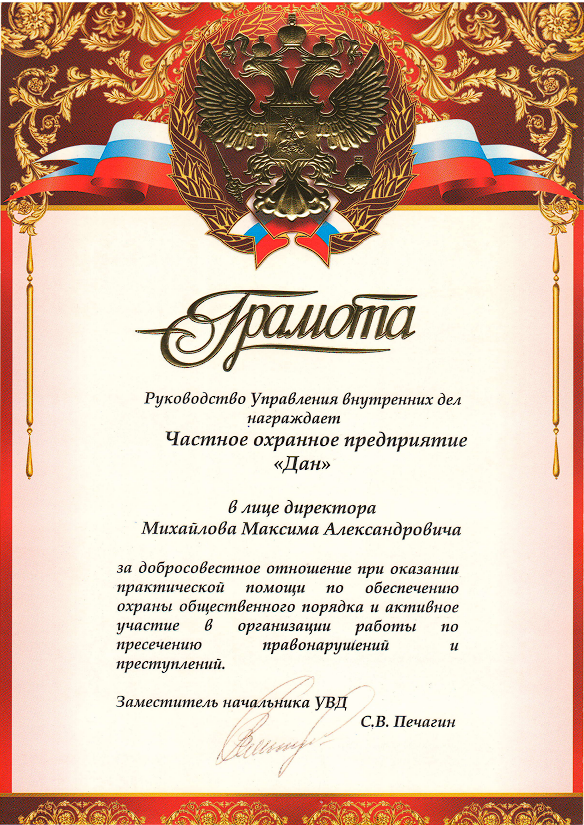 Грамота
Руководство Управления внутренних дел
награждает
Частное охранное предприятие
«Дан»
в лице директора
Михайлова Максима Александровича
за добросовестное отношение при оказании
практической помощи по обеспечению
охраны общественного порядка и активное
участие в организации работы по
пресечению правонарушений и
преступлений.
Заместитель начальника УВД
С.В. Печагин